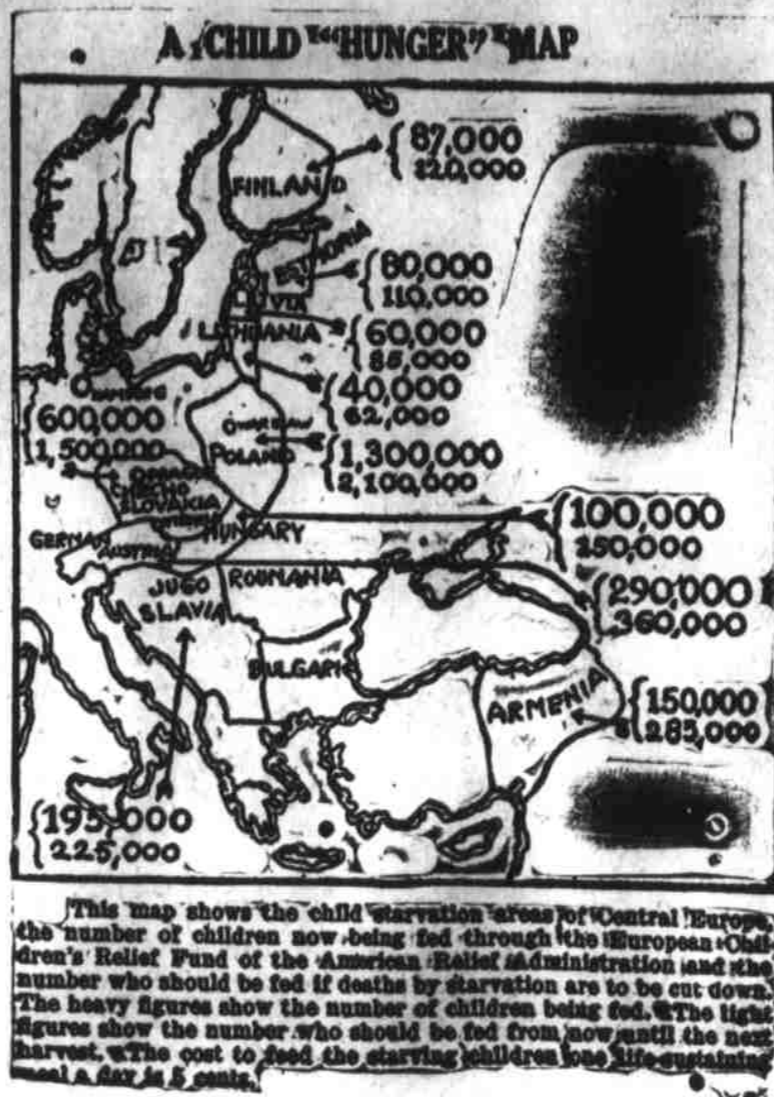 A CHILD "HUNGER" MAP
87,000
120,000
FINLAND
ESTHONIA
80,000
110,000
LATVIA
LITHUANIA
60,000
85,000
40,000
62,000
600,000
1,500,000
WARSAW
POLAND
1,300,000
2,100,000
CZECHO
SLOVAKIA
HUNGARY
100,000
250,000
GERMAN
AUSTRIA
JUGO
SLAVIA
ROUMANIA
290,000
360,000
BULGARIA
ARMENIA
150,000
285,000
195,000
225,000
This map shows the child starvation areas of Central Europe,
the number of children now being fed through the European Chil-
dren's Relief Fund of the American Relief Administration and the
number who should be fed if deaths by starvation are to be cut down.
The heavy figures show the number of children being fed. The light
figures show the number who should be fed from now until the next
harvest. The cost to feed the starving children one life-sustaining
meal a day is 5 cents.